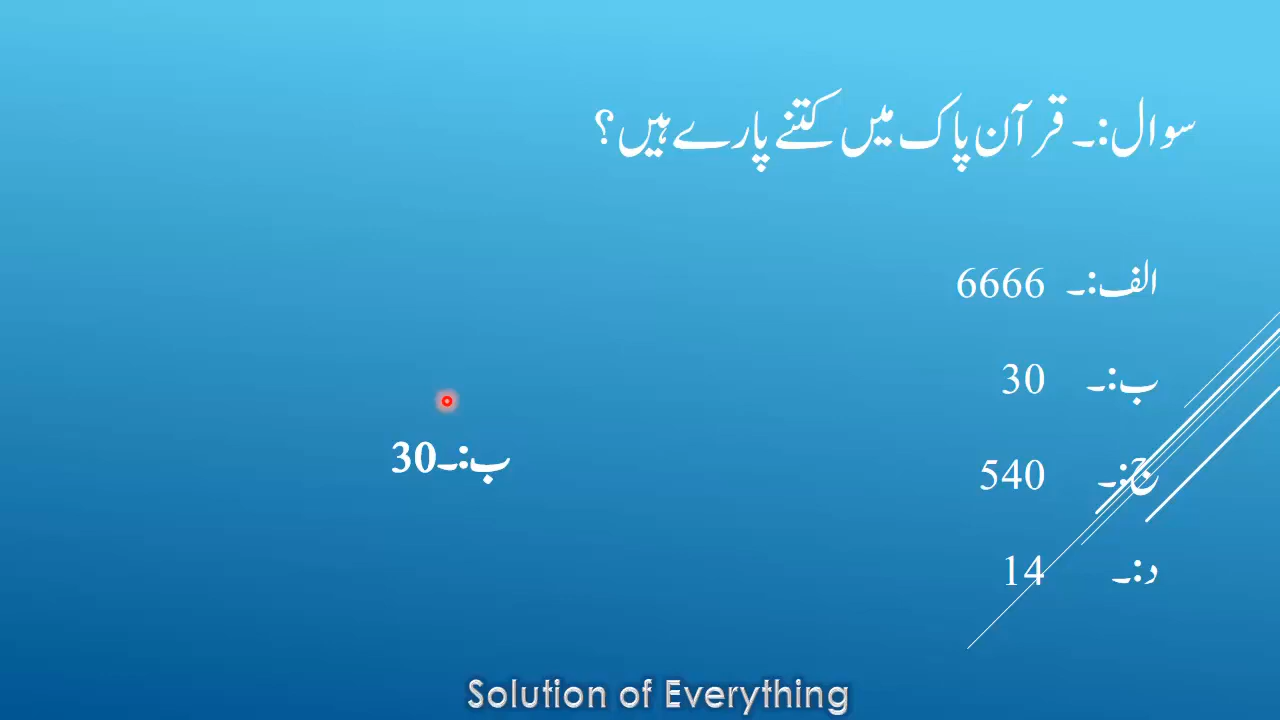 سوال:۔ قرآن پاک میں کتنے پارے ہیں؟
الف:۔ 6666
ب:۔ 30
ج:۔ 540
د:۔ 14
ب:۔30
Solution of Everything